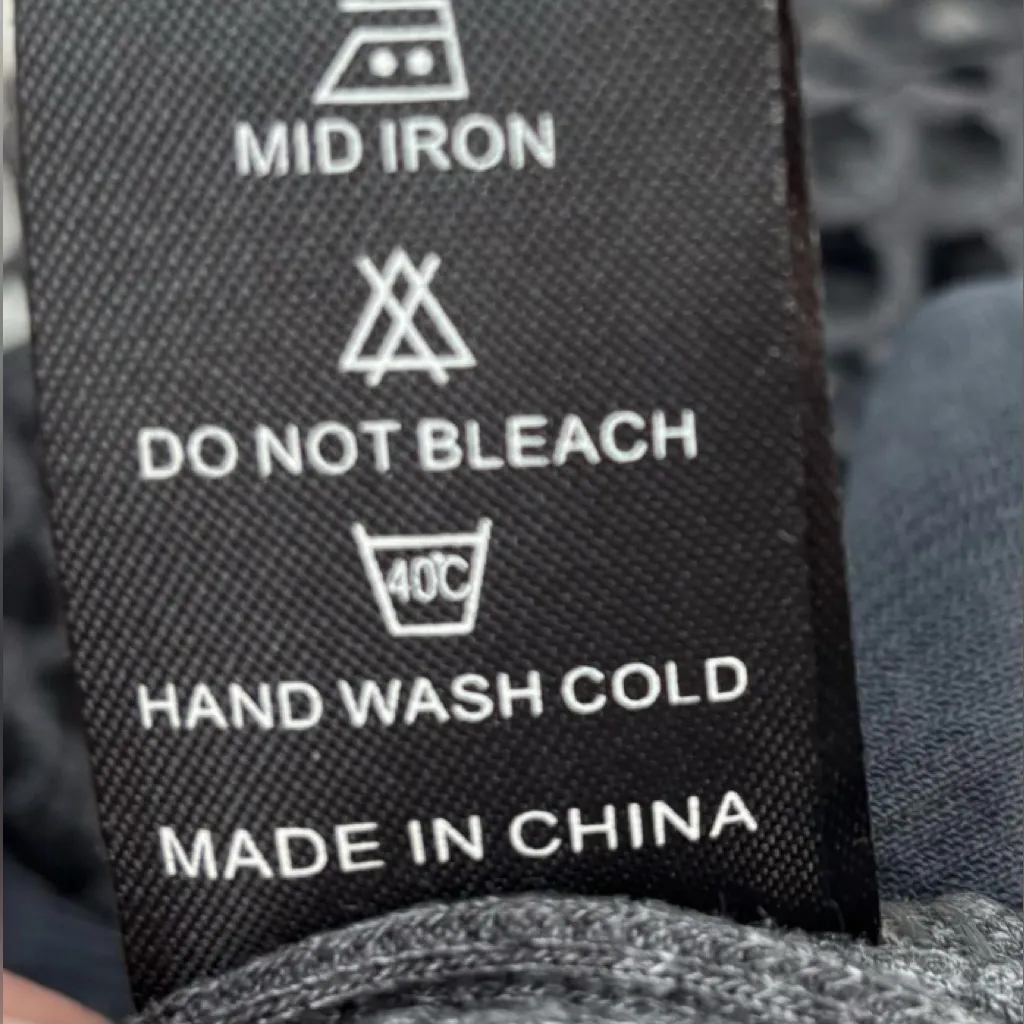 MID IRON
DO NOT BLEACH
40℃
HAND WASH COLD
MADE IN CHINA